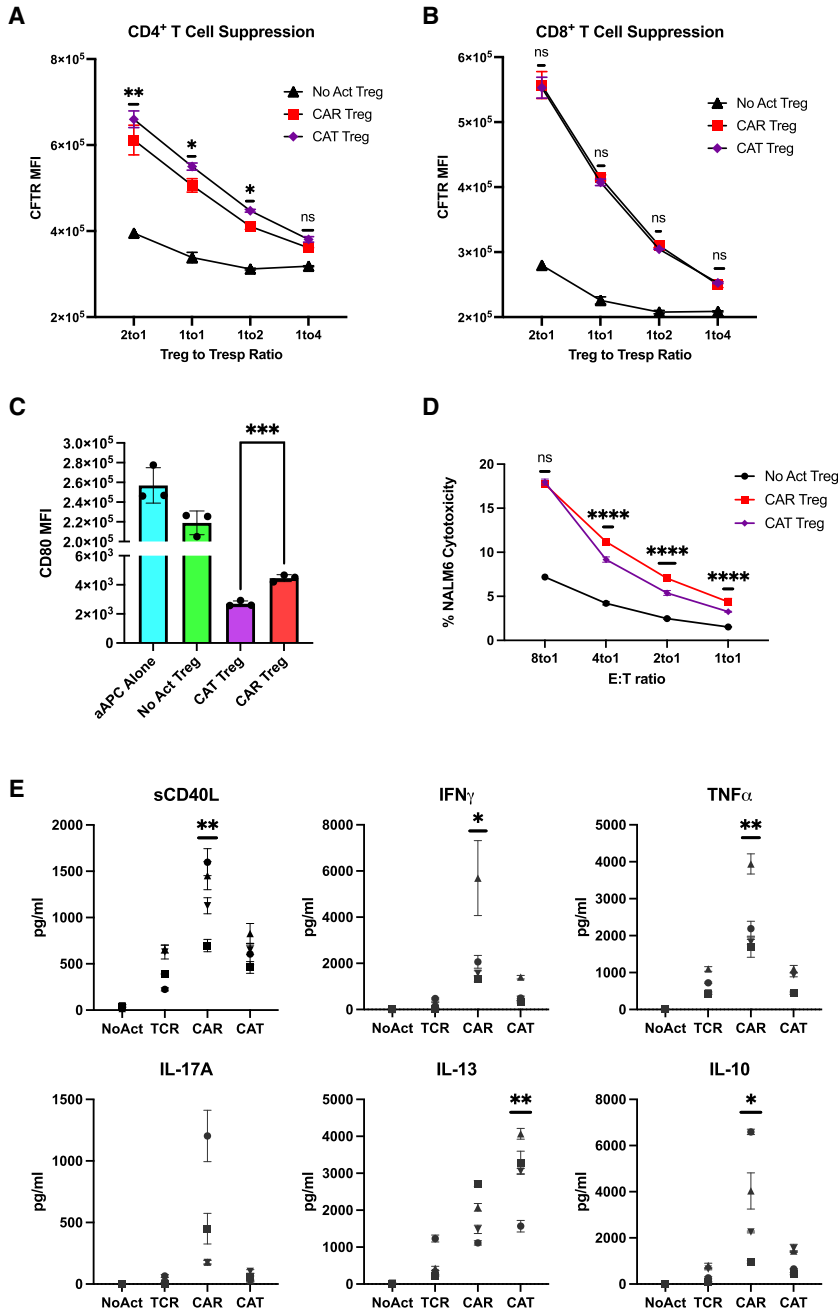 A
CD4⁺ T Cell Suppression
8×10⁵
6×10⁵
4×10⁵
2×10⁵
CFTR MFI
**
*
*
ns
No Act Treg
CAR Treg
CAT Treg
2to1 1to1 1to2 1to4
Treg to Tresp Ratio
B
CD8⁺ T Cell Suppression
6×10⁵
5×10⁵
4×10⁵
3×10⁵
2×10⁵
CFTR MFI
ns
ns
ns
ns
No Act Treg
CAR Treg
CAT Treg
2to1 1to1 1to2 1to4
Treg to Tresp Ratio
C
3.0×10⁵
2.8×10⁵
2.6×10⁵
2.4×10⁵
2.2×10⁵
2.0×10⁵
6×10³
4×10³
2×10³
0
CD80 MFI
***
aAPC Alone
No Act Treg
CAT Treg
CAR Treg
D
20
15
10
5
0
% NALM6 Cytotoxicity
ns
****
****
****
No Act Treg
CAR Treg
CAT Treg
8to1 4to1 2to1 1to1
E:T ratio
E
sCD40L
2000
1500
1000
500
0
pg/ml
**
NoAct TCR CAR CAT
IFNγ
8000
6000
4000
2000
0
pg/ml
*
NoAct TCR CAR CAT
TNFα
5000
4000
3000
2000
1000
0
pg/ml
**
NoAct TCR CAR CAT
IL-17A
1500
1000
500
0
pg/ml
NoAct TCR CAR CAT
IL-13
5000
4000
3000
2000
1000
0
pg/ml
**
NoAct TCR CAR CAT
IL-10
8000
6000
4000
2000
0
pg/ml
*
NoAct TCR CAR CAT